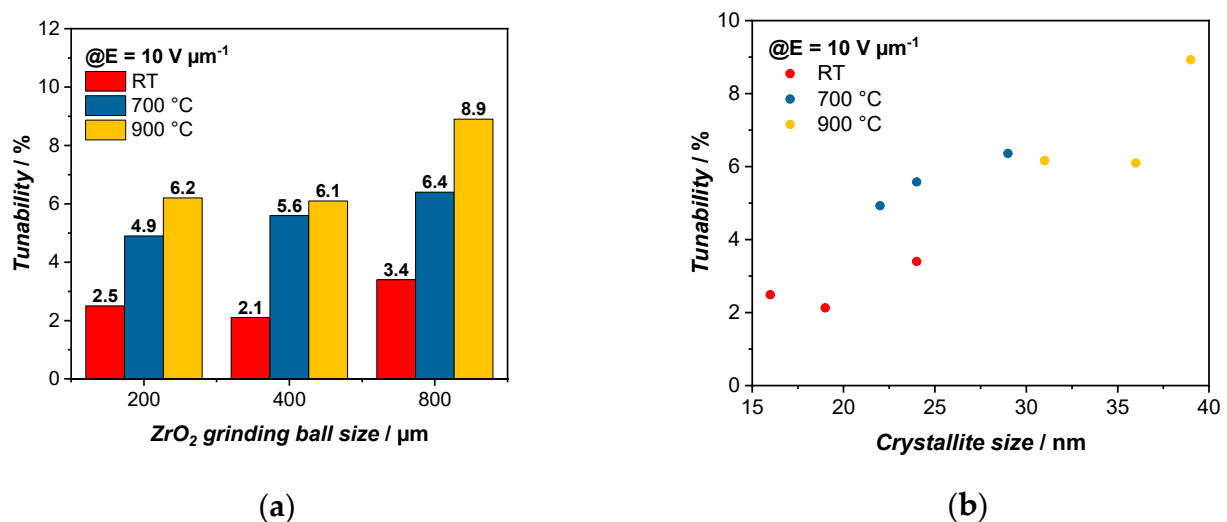 12
10
8
6
4
2
0
Tunability / %
@E = 10 V µm⁻¹
RT
700 °C
900 °C
2.5
4.9
6.2
2.1
5.6
6.1
3.4
6.4
8.9
200
400
800
ZrO₂ grinding ball size / µm
(a)
10
8
6
4
2
0
Tunability / %
@E = 10 V µm⁻¹
RT
700 °C
900 °C
15
20
25
30
35
40
Crystallite size / nm
(b)